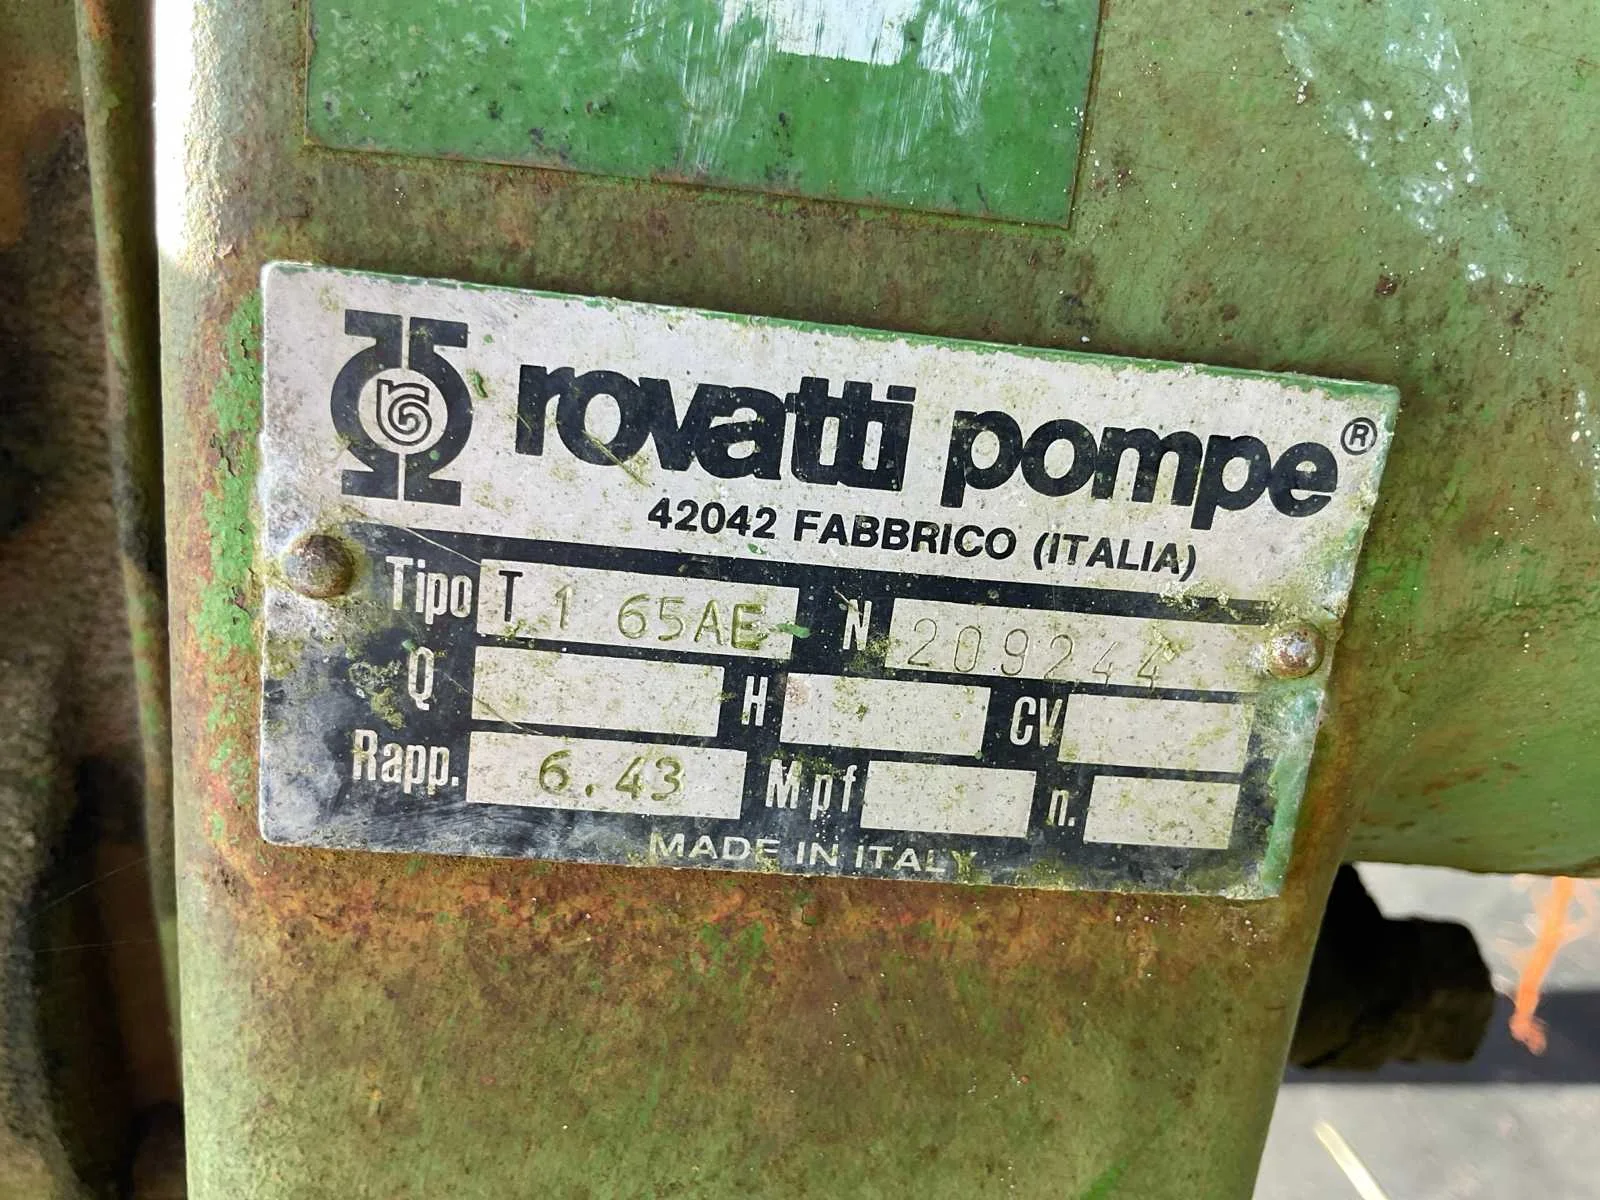 rovatti pompe®
42042 FABBRICO (ITALIA)
Tipo T 1 65AE N 209244
Q H CV
Rapp. 6.43 Mpf n.
MADE IN ITALY